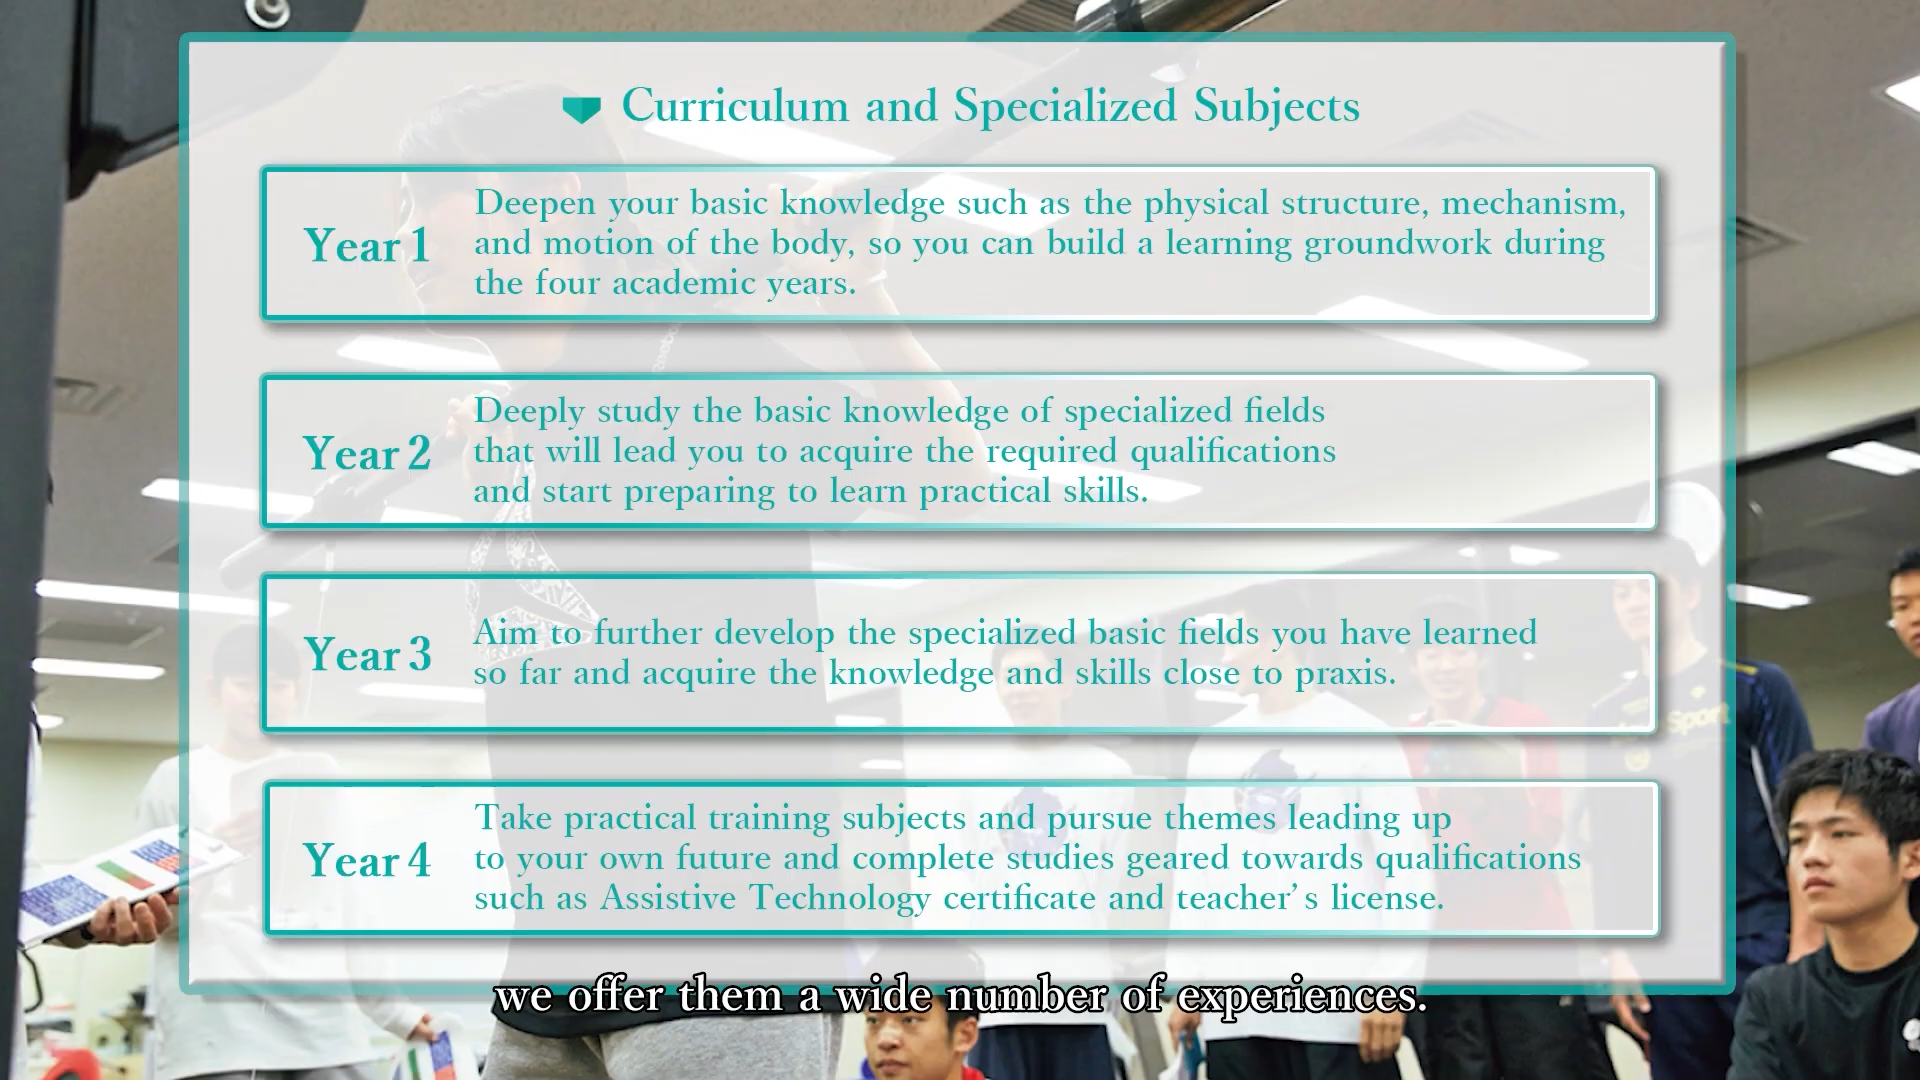 Curriculum and Specialized Subjects
Year 1
Deepen your basic knowledge such as the physical structure, mechanism,
and motion of the body, so you can build a learning groundwork during
the four academic years.
Year 2
Deeply study the basic knowledge of specialized fields
that will lead you to acquire the required qualifications
and start preparing to learn practical skills.
Year 3
Aim to further develop the specialized basic fields you have learned
so far and acquire the knowledge and skills close to praxis.
Year 4
Take practical training subjects and pursue themes leading up
to your own future and complete studies geared towards qualifications
such as Assistive Technology certificate and teacher's license.
Sport
we offer them a wide number of experiences.